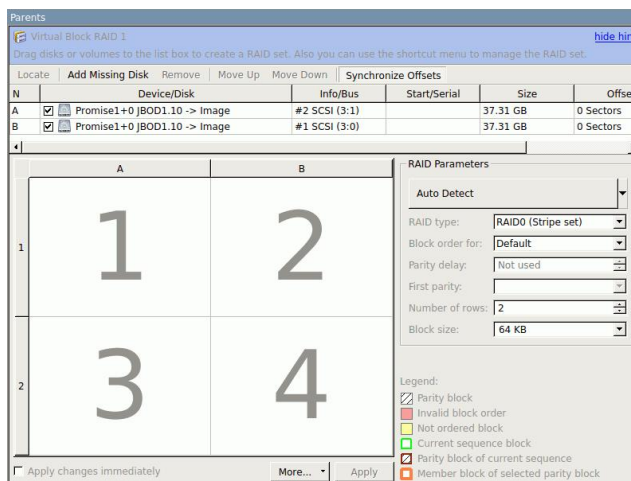 Parents
Virtual Block RAID 1
hide hin
Drag disks or volumes to the list box to create a RAID set. Also you can use the shortcut menu to manage the RAID set.
Locate Add Missing Disk Remove Move Up Move Down Synchronize Offsets
N Device/Disk Info/Bus Start/Serial Size Offse
A Promise1+0 JBOD1.10 -> Image #2 SCSI (3:1) 37.31 GB 0 Sectors
B Promise1+0 JBOD1.10 -> Image #1 SCSI (3:0) 37.31 GB 0 Sectors
A B
1 1 2
2 3 4
RAID Parameters
Auto Detect
RAID type: RAID0 (Stripe set)
Block order for: Default
Parity delay: Not used
First parity:
Number of rows: 2
Block size: 64 KB
Legend:
Parity block
Invalid block order
Not ordered block
Current sequence block
Parity block of current sequence
Member block of selected parity block
Apply changes immediately More... Apply